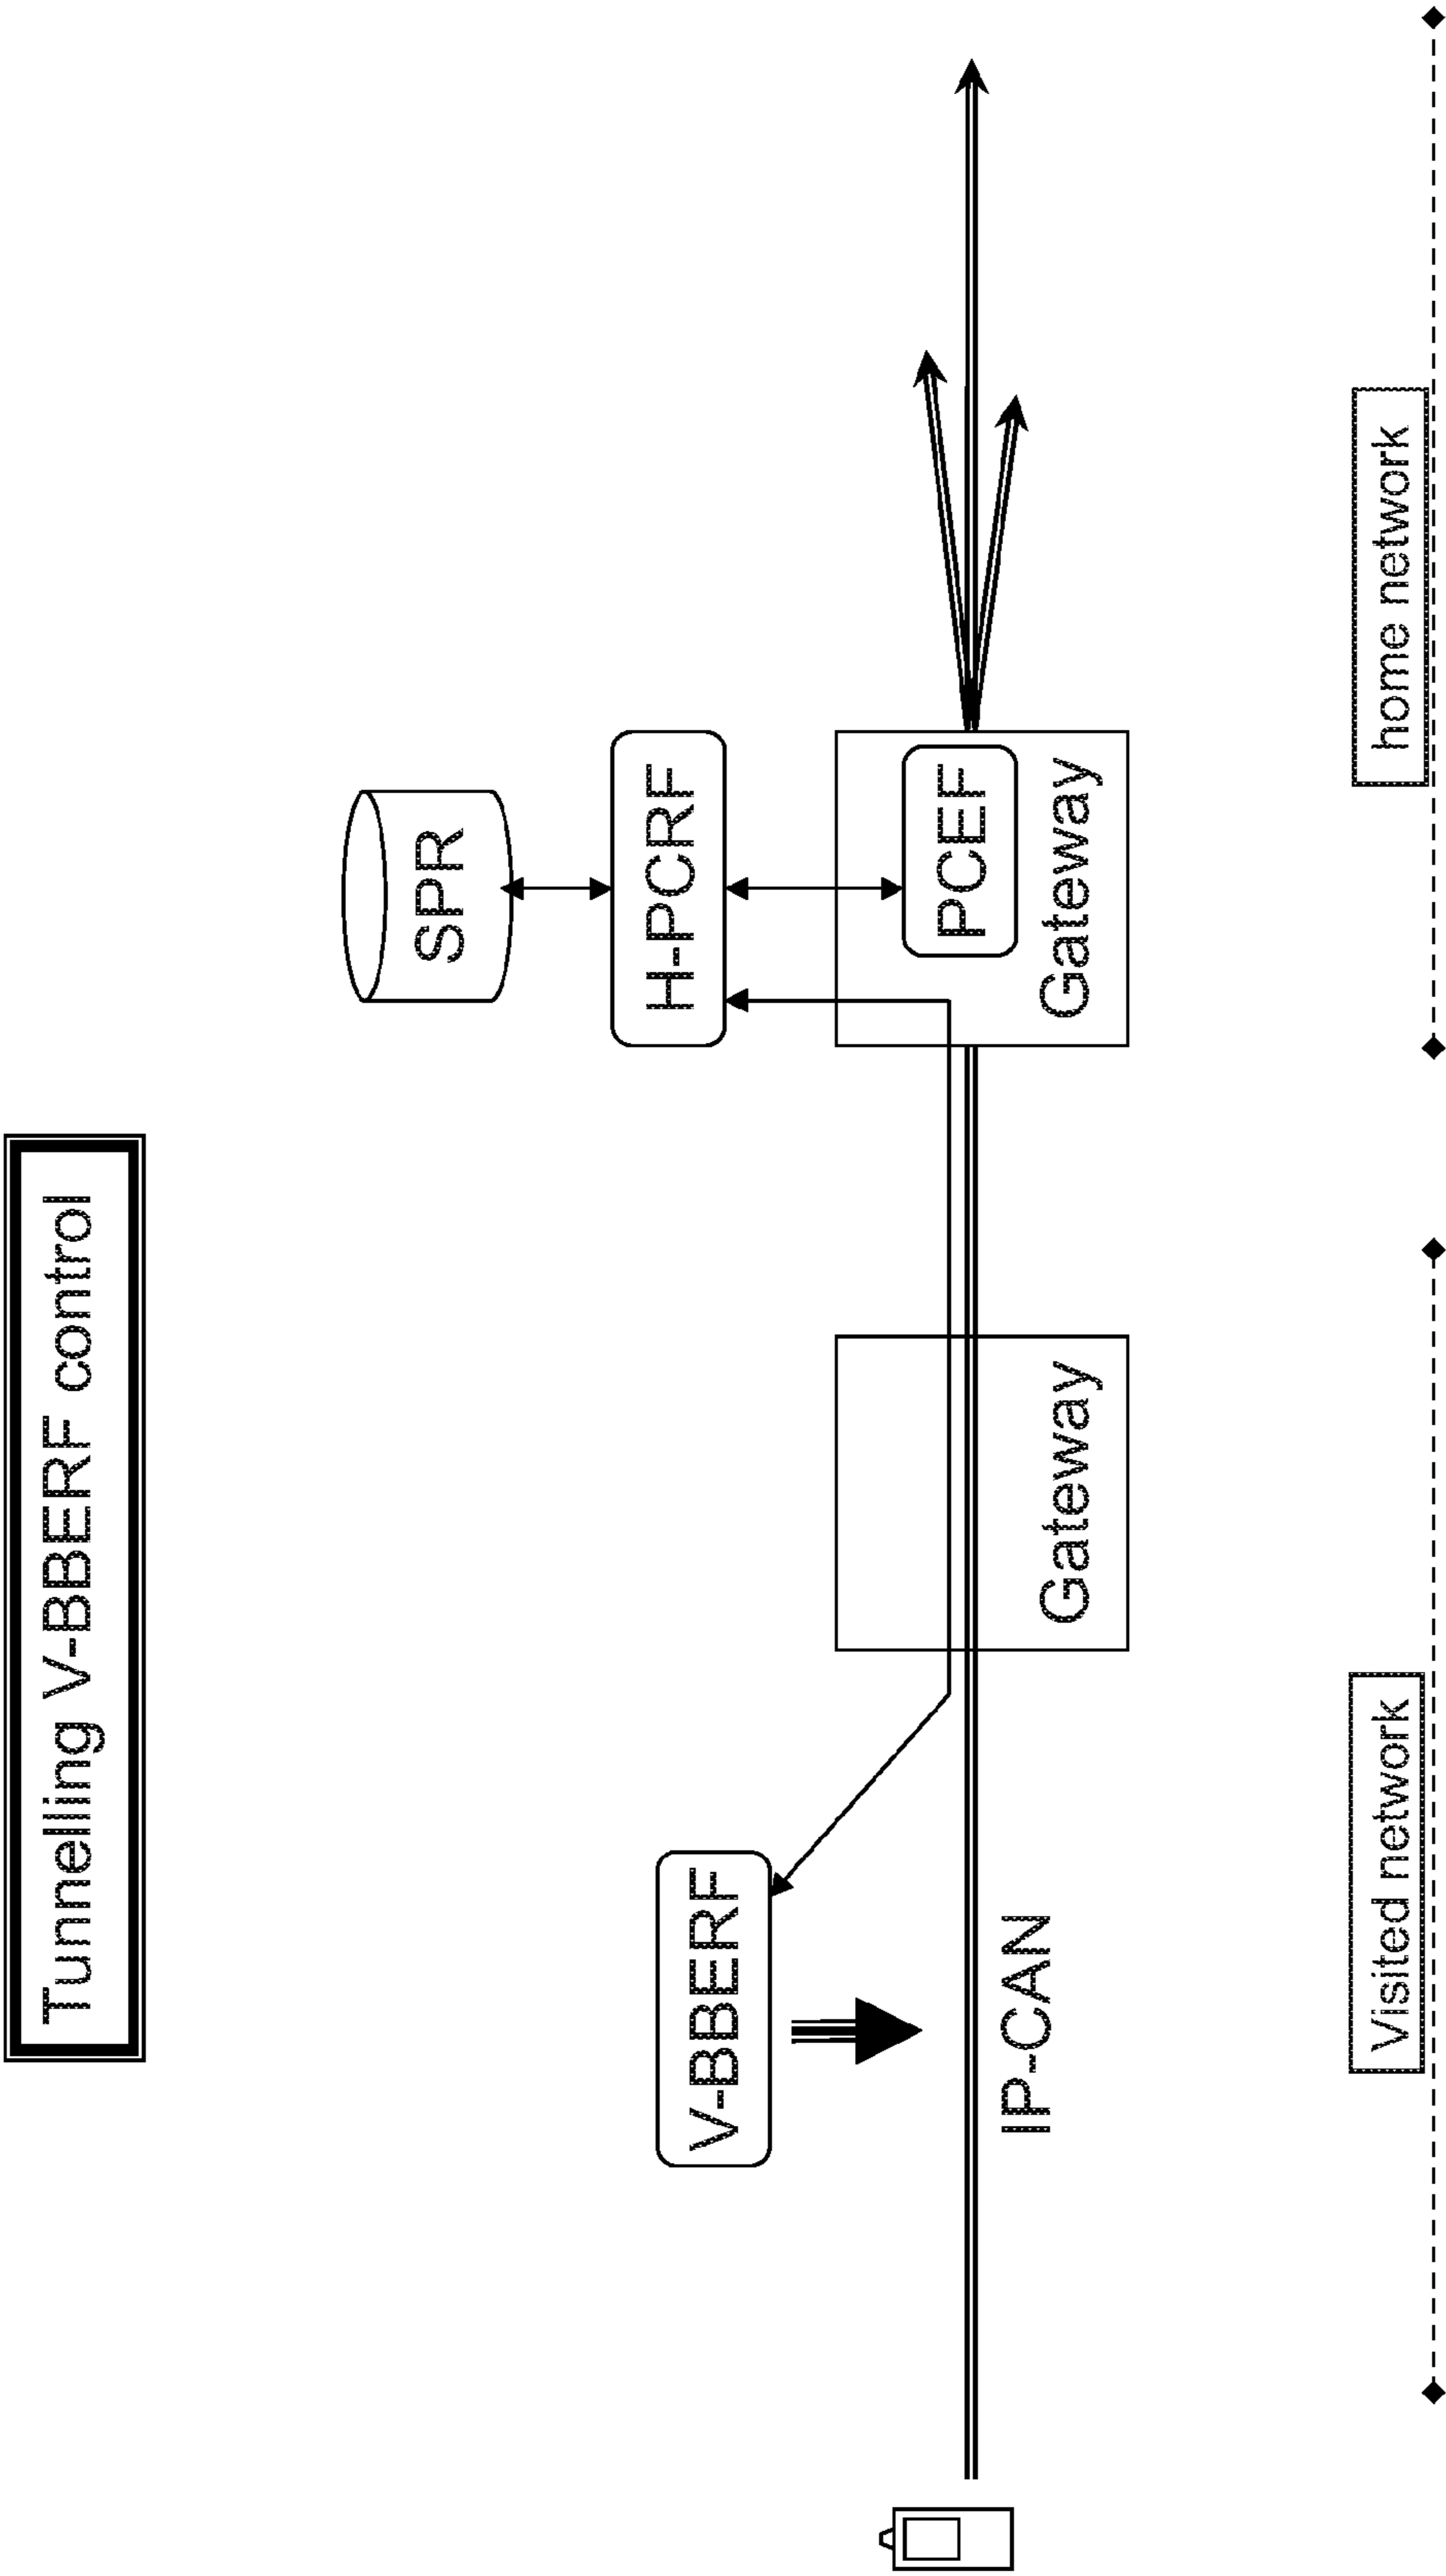 Tunnelling V-BBERF control
SPR
H-PCRF
V-BBERF
PCEF
Gateway
Gateway
IP-CAN
Visited network
home network